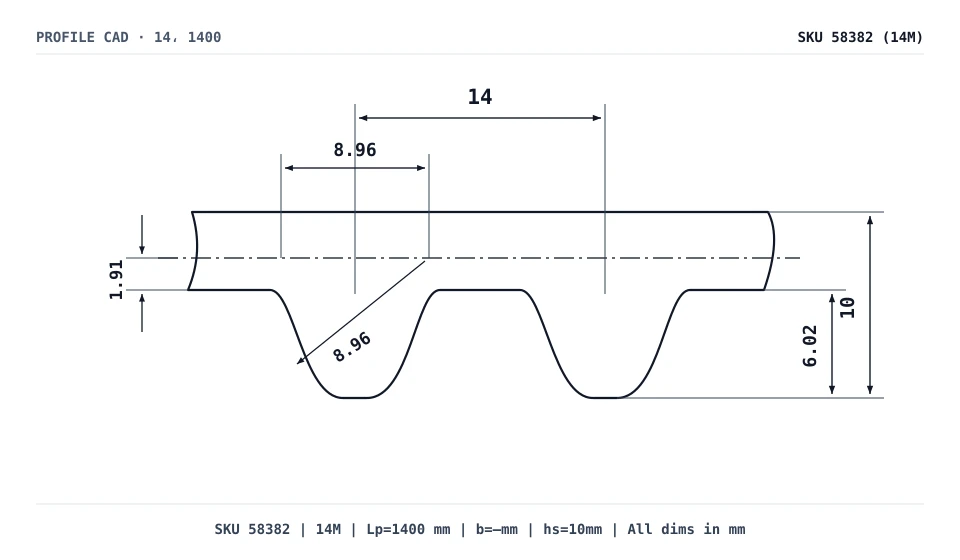 PROFILE CAD · 14, 1400
SKU 58382 (14M)
14
8.96
1.91
8.96
10
6.02
SKU 58382 | 14M | Lp=1400 mm | b=—mm | hs=10mm | All dims in mm